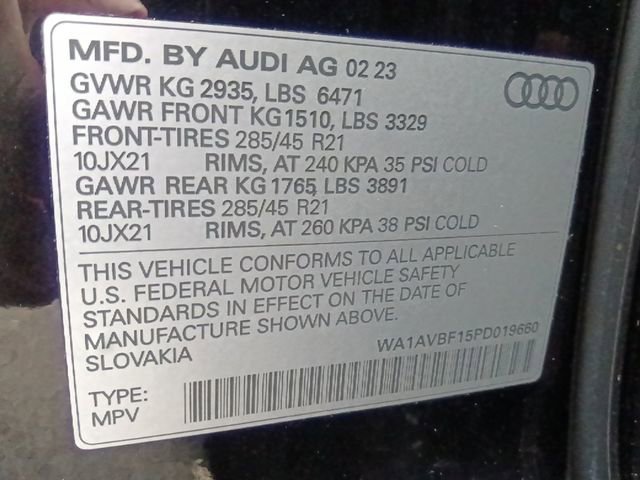 MFD. BY AUDI AG 02 23
GVWR KG 2935, LBS 6471
GAWR FRONT KG1510, LBS 3329
FRONT-TIRES 285/45 R21
10JX21 RIMS, AT 240 KPA 35 PSI COLD
GAWR REAR KG 1765, LBS 3891
REAR-TIRES 285/45 R21
10JX21 RIMS, AT 260 KPA 38 PSI COLD
THIS VEHICLE CONFORMS TO ALL APPLICABLE
U.S. FEDERAL MOTOR VEHICLE SAFETY
STANDARDS IN EFFECT ON THE DATE OF
MANUFACTURE SHOWN ABOVE.
SLOVAKIA
WA1AVBF15PD019660
TYPE:
MPV